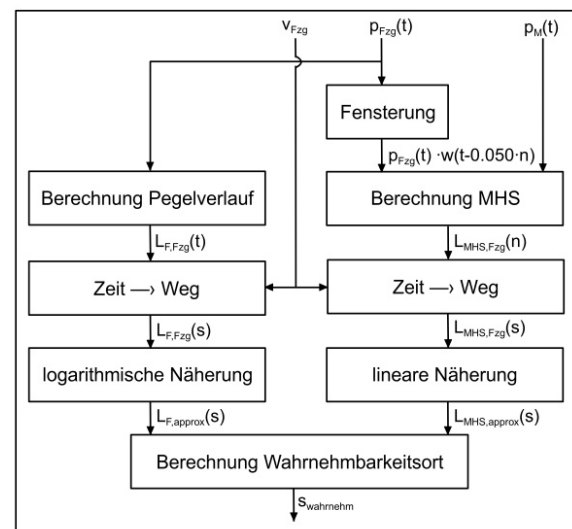 v_Fzg p_Fzg(t) p_M(t)
Fensterung
p_Fzg(t) ·w(t-0.050·n)
Berechnung Pegelverlauf Berechnung MHS
L_F,Fzg(t) L_MHS,Fzg(n)
Zeit —> Weg Zeit —> Weg
L_F,Fzg(s) L_MHS,Fzg(s)
logarithmische Näherung lineare Näherung
L_F,approx(s) L_MHS,approx(s)
Berechnung Wahrnehmbarkeitsort
s_wahrnehm